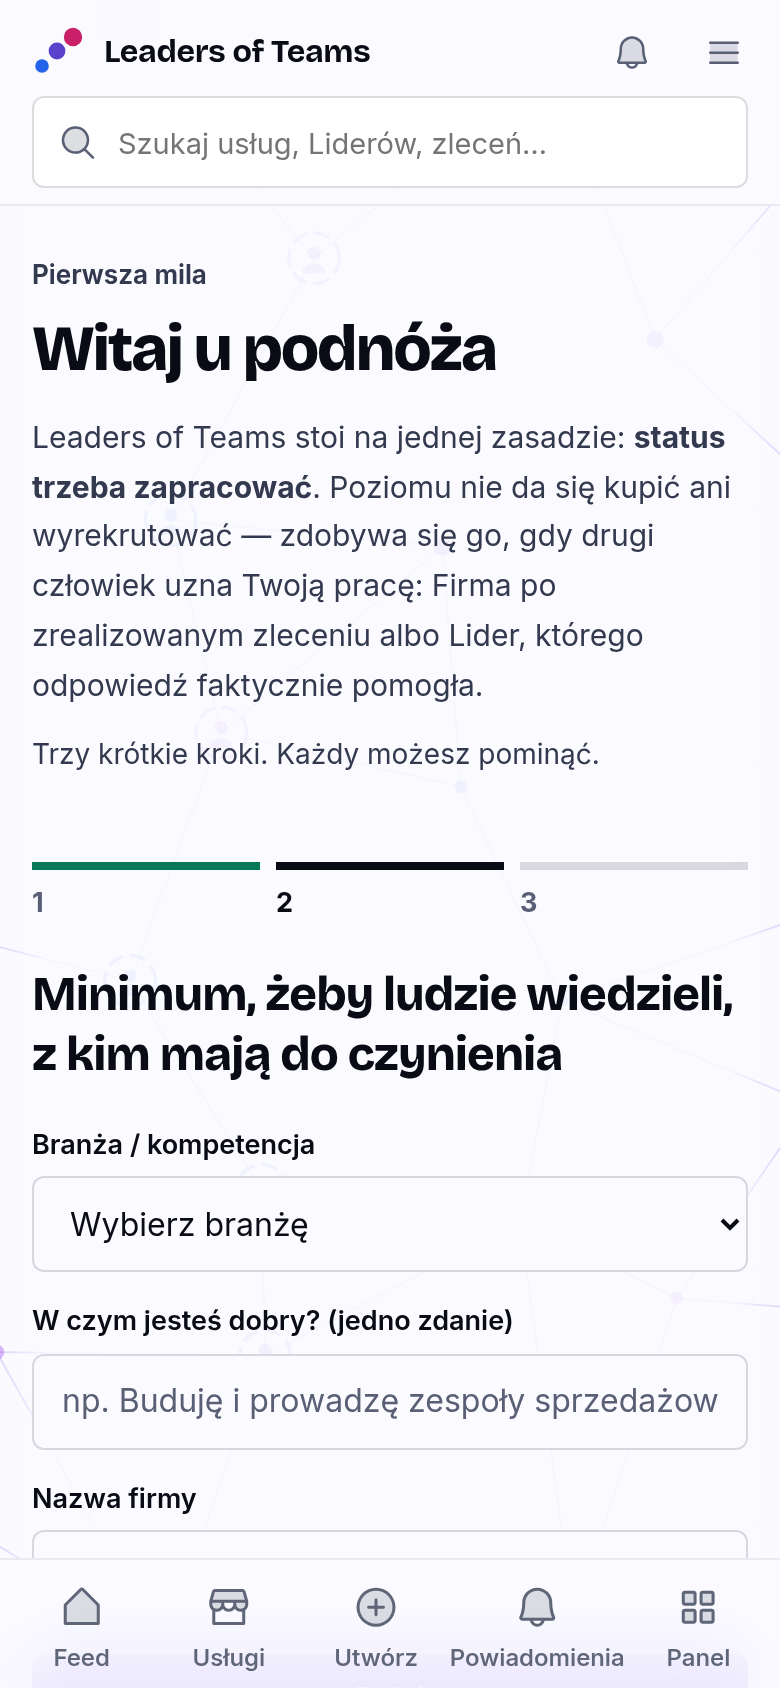 Leaders of Teams
Szukaj usług, Liderów, zleceń...
Pierwsza mila
Witaj u podnóża
Leaders of Teams stoi na jednej zasadzie: status
trzeba zapracować. Poziomu nie da się kupić ani
wyrekrutować — zdobywa się go, gdy drugi
człowiek uzna Twoją pracę: Firma po
zrealizowanym zleceniu albo Lider, którego
odpowiedź faktycznie pomogła.
Trzy krótkie kroki. Każdy możesz pominąć.
1 2 3
Minimum, żeby ludzie wiedzieli,
z kim mają do czynienia
Branża / kompetencja
Wybierz branżę
W czym jesteś dobry? (jedno zdanie)
np. Buduję i prowadzę zespoły sprzedażow
Nazwa firmy
Feed Usługi Utwórz Powiadomienia Panel